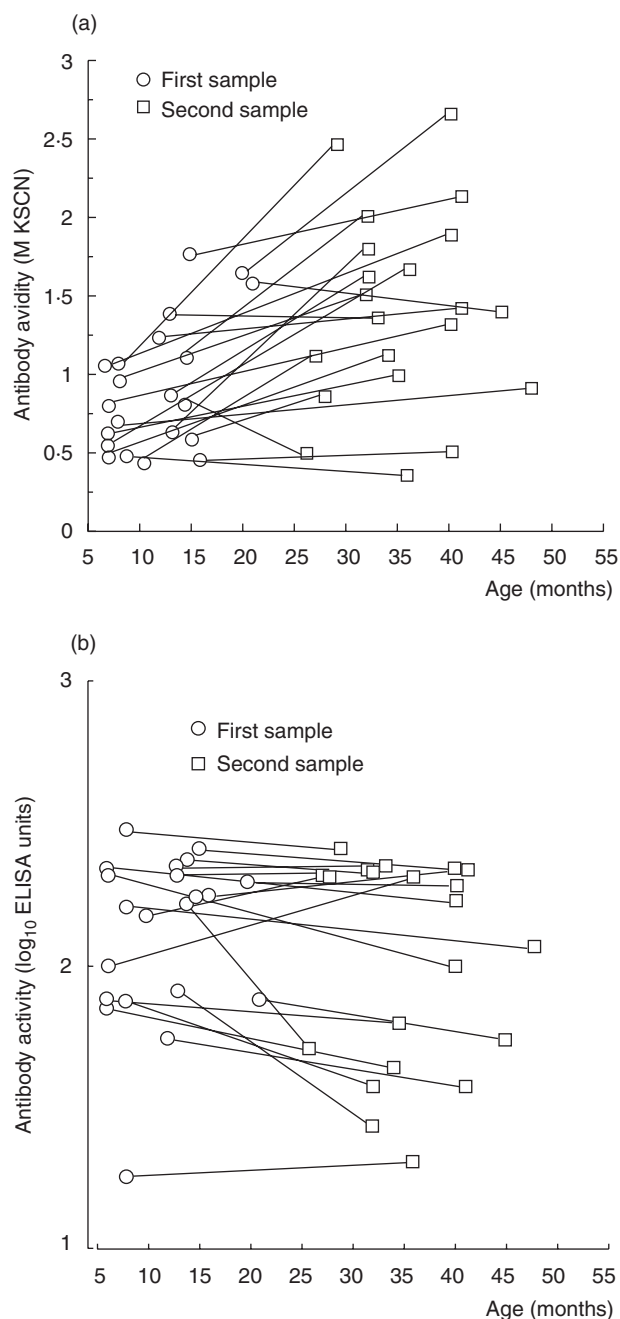 (a)
3
First sample
Second sample
2·5
2
1·5
1
0·5
0
Antibody avidity (M KSCN)
5 10 15 20 25 30 35 40 45 50 55
Age (months)
(b)
3
First sample
Second sample
2
1
Antibody activity (log₁₀ ELISA units)
5 10 15 20 25 30 35 40 45 50 55
Age (months)